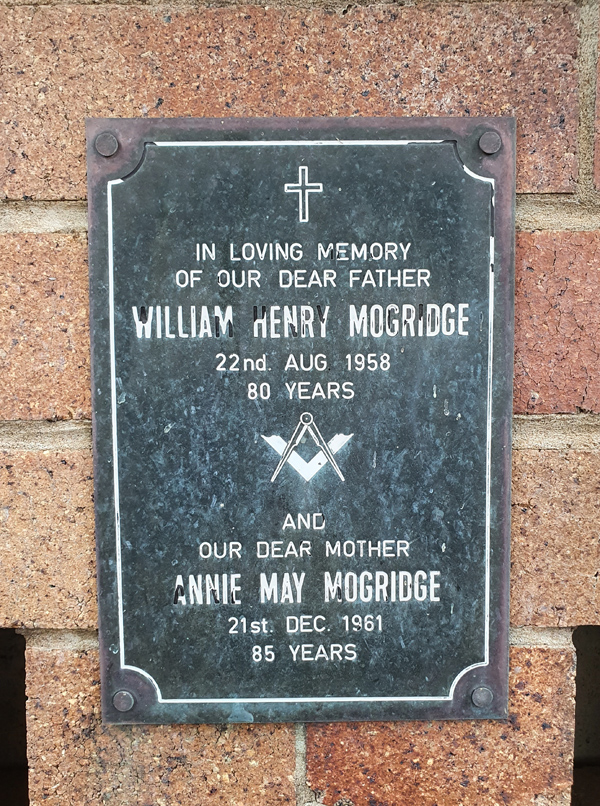 IN LOVING MEMORY
OF OUR DEAR FATHER
WILLIAM HENRY MOGRIDGE
22nd. AUG. 1958
80 YEARS
AND
OUR DEAR MOTHER
ANNIE MAY MOGRIDGE
21st. DEC. 1961
85 YEARS